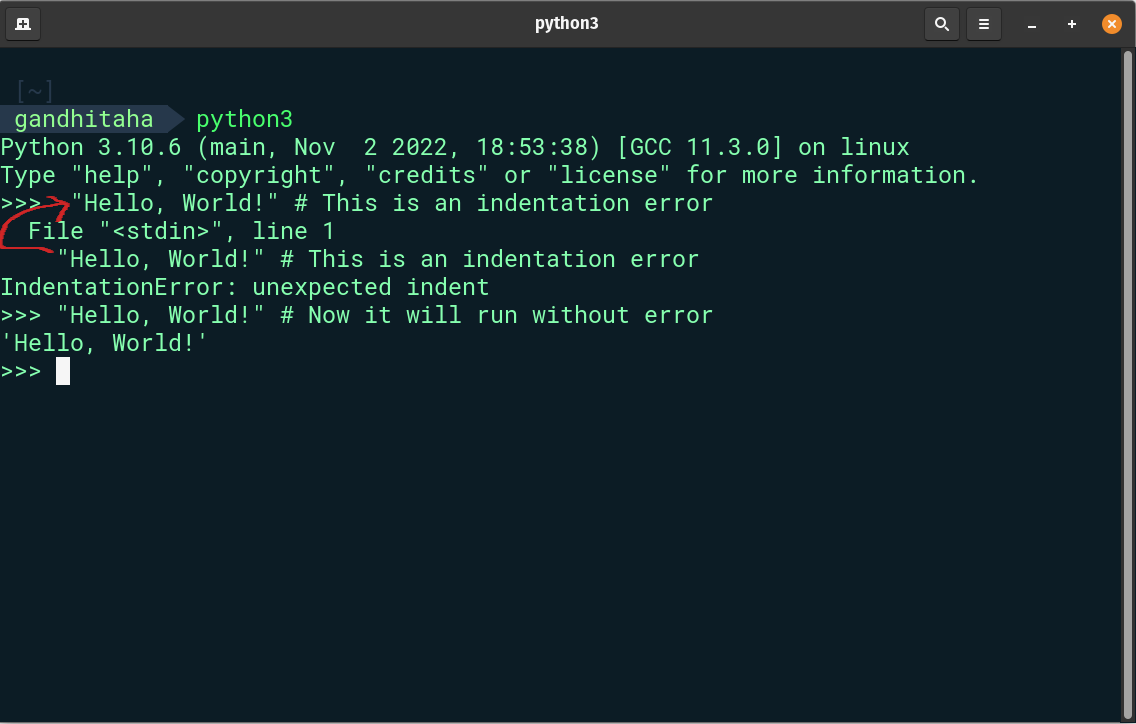 python3
[~]
gandhitaha python3
Python 3.10.6 (main, Nov  2 2022, 18:53:38) [GCC 11.3.0] on linux
Type "help", "copyright", "credits" or "license" for more information.
>>>  "Hello, World!" # This is an indentation error
  File "<stdin>", line 1
    "Hello, World!" # This is an indentation error
IndentationError: unexpected indent
>>> "Hello, World!" # Now it will run without error
'Hello, World!'
>>>